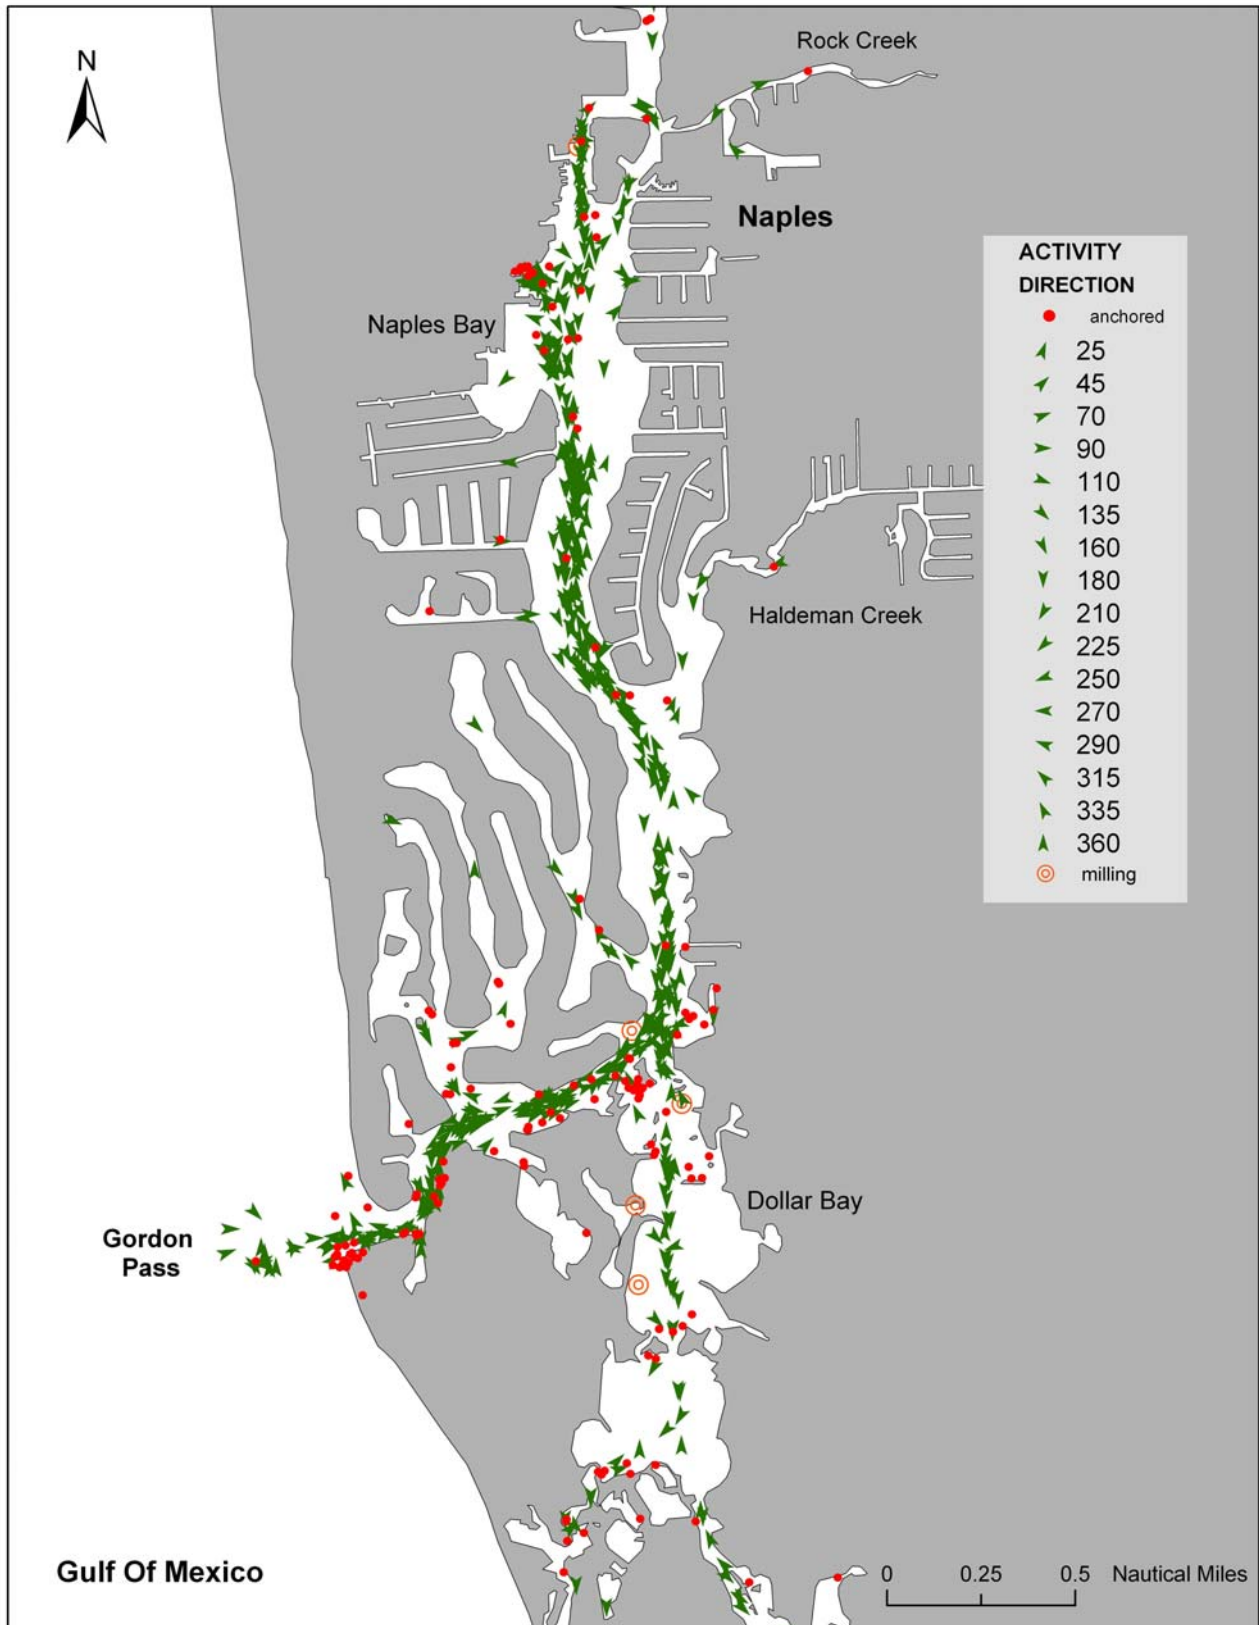 N
Rock Creek
Naples
ACTIVITY
DIRECTION
anchored
25
45
70
90
110
135
160
180
210
225
250
270
290
315
335
360
milling
Naples Bay
Haldeman Creek
Dollar Bay
Gordon
Pass
Gulf Of Mexico
0 0.25 0.5 Nautical Miles